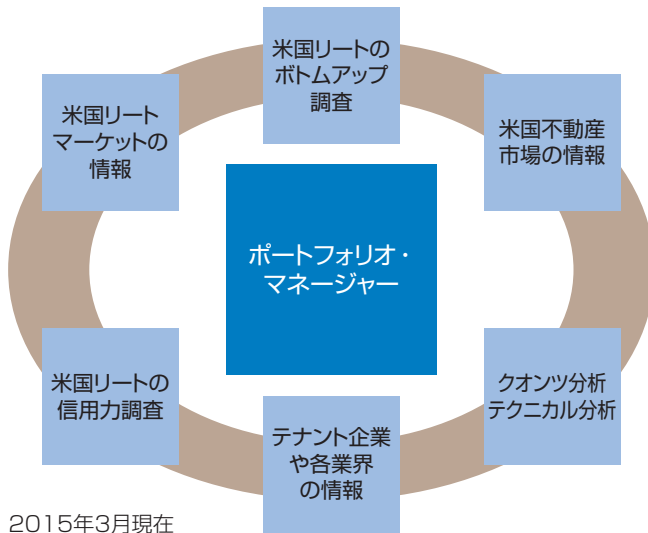 米国リートの
ボトムアップ
調査
米国リート
マーケットの
情報
米国不動産
市場の情報
ポートフォリオ・
マネージャー
米国リートの
信用力調査
クオンツ分析
テクニカル分析
テナント企業
や各業界
の情報
2015年3月現在